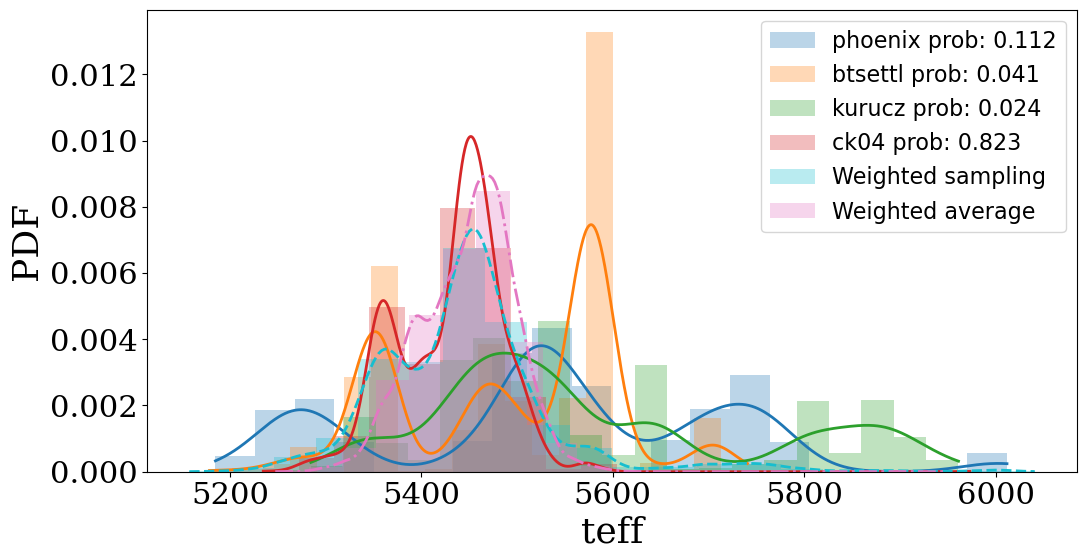 phoenix prob: 0.112
btsettl prob: 0.041
kurucz prob: 0.024
ck04 prob: 0.823
Weighted sampling
Weighted average
PDF
0.012
0.010
0.008
0.006
0.004
0.002
0.000
5200 5400 5600 5800 6000
teff